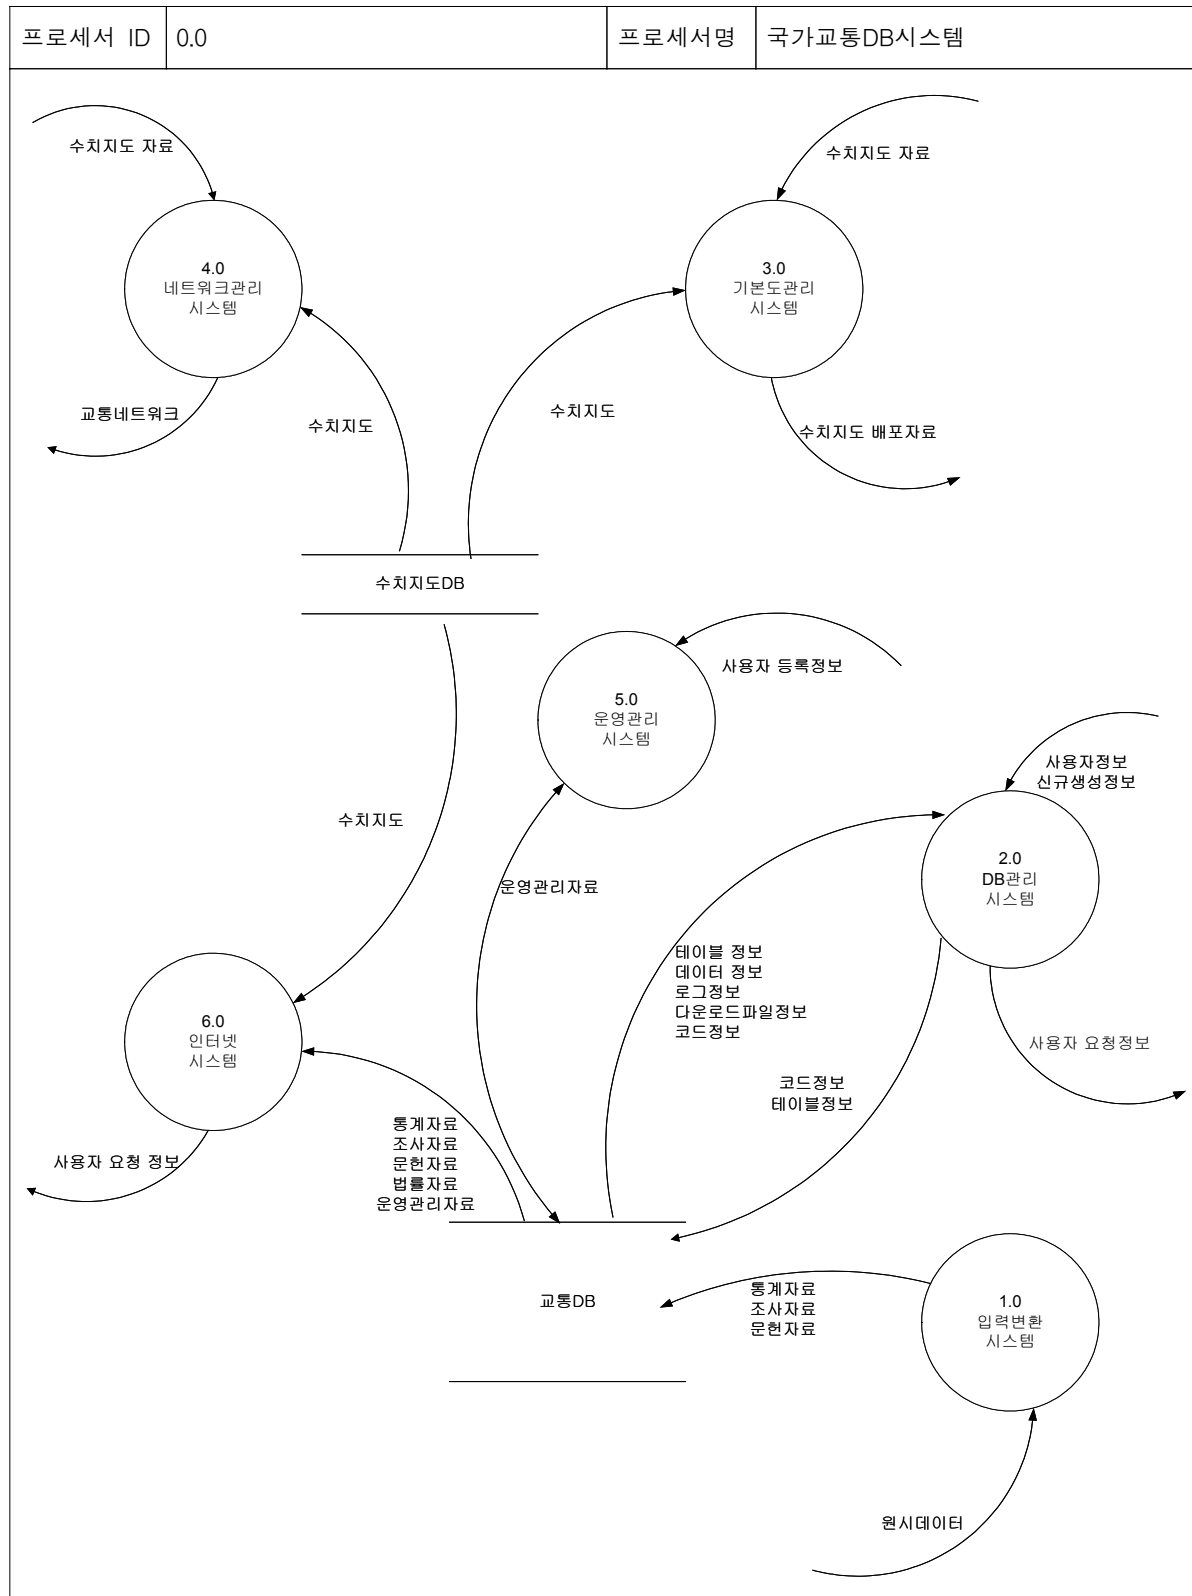 프로세서 ID 0.0 프로세서명 국가교통DB시스템
수치지도 자료
수치지도 자료
4.0
네트워크관리
시스템
3.0
기본도관리
시스템
교통네트워크
수치지도
수치지도
수치지도 배포자료
수치지도DB
사용자 등록정보
5.0
운영관리
시스템
사용자정보
신규생성정보
수치지도
2.0
DB관리
시스템
운영관리자료
테이블 정보
데이터 정보
로그정보
다운로드파일정보
코드정보
6.0
인터넷
시스템
사용자 요청정보
코드정보
테이블정보
통계자료
조사자료
문헌자료
법률자료
운영관리자료
사용자 요청 정보
교통DB
통계자료
조사자료
문헌자료
1.0
입력변환
시스템
원시데이터